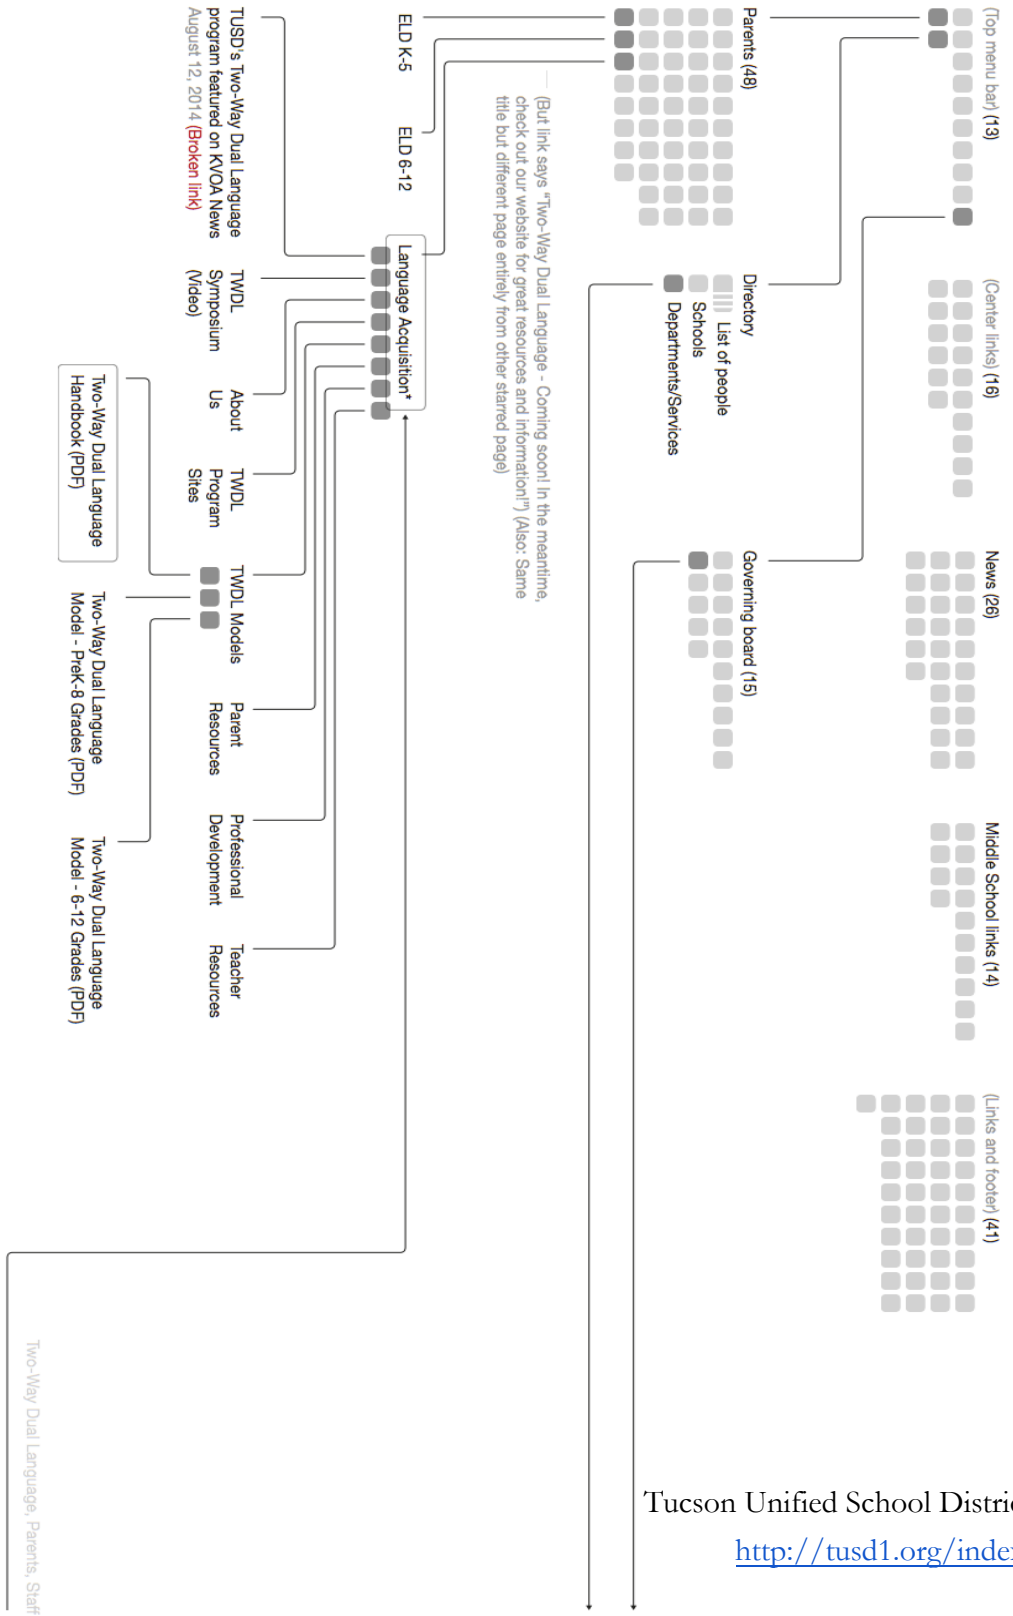 (Top menu bar) (13)
(Center links) (16)
News (26)
Middle School links (14)
(Links and footer) (41)
Parents (48)
Directory
List of people
Schools
Departments/Services
Governing board (15)
(But link says "Two-Way Dual Language - Coming soon! In the meantime,
check out our website for great resources and information!") (Also: Same
title but different page entirely from other starred page)
ELD K-5
ELD 6-12
Language Acquisition*
TUSD's Two-Way Dual Language
program featured on KVOA News
August 12, 2014 (Broken link)
TWDL
Symposium
(Video)
About
Us
TWDL
Program
Sites
TWDL Models
Parent
Resources
Professional
Development
Teacher
Resources
Two-Way Dual Language
Handbook (PDF)
Two-Way Dual Language
Model - PreK-8 Grades (PDF)
Two-Way Dual Language
Model - 6-12 Grades (PDF)
Two-Way Dual Language, Parents, Staff
Tucson Unified School Distric
http://tusd1.org/index